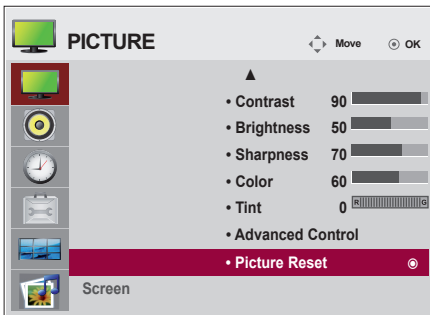 PICTURE Move OK
• Contrast 90
• Brightness 50
• Sharpness 70
• Color 60
• Tint 0 R G
• Advanced Control
• Picture Reset
Screen